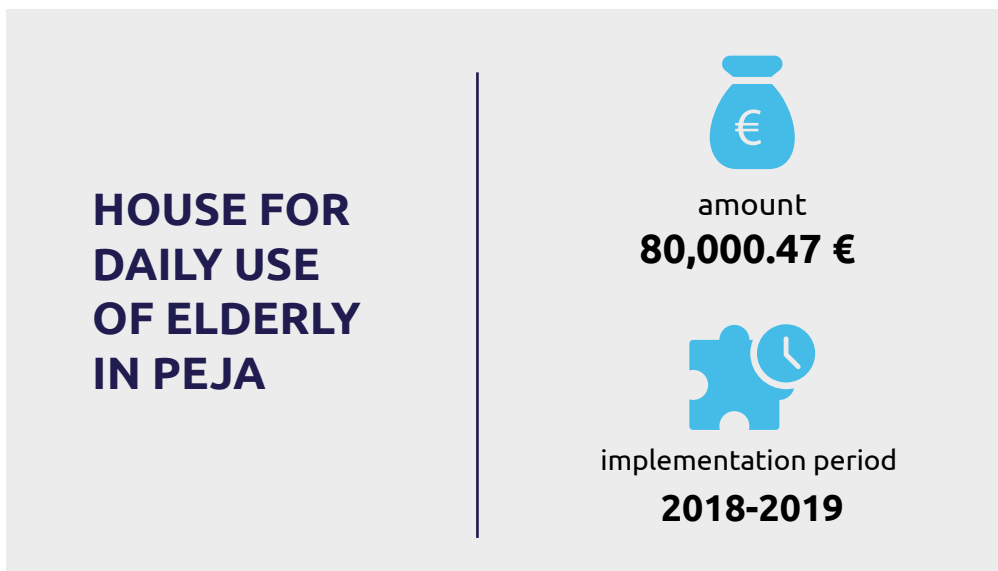 HOUSE FOR
DAILY USE
OF ELDERLY
IN PEJA
€
amount
80,000.47 €
implementation period
2018-2019